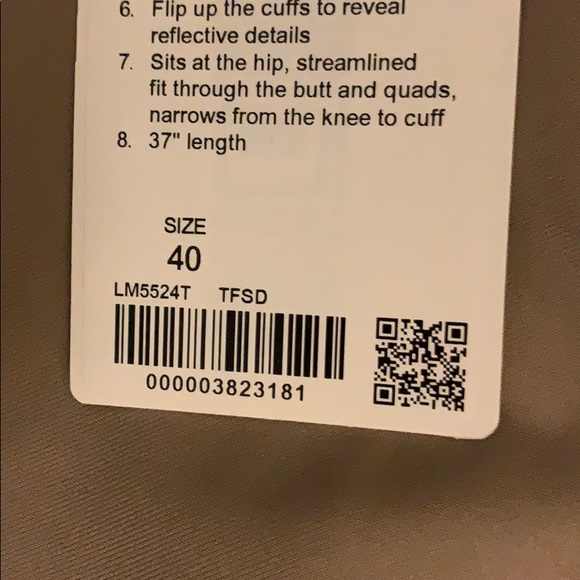 6. Flip up the cuffs to reveal
reflective details
7. Sits at the hip, streamlined
fit through the butt and quads,
narrows from the knee to cuff
8. 37" length
SIZE
40
LM5524T TFSD
000003823181